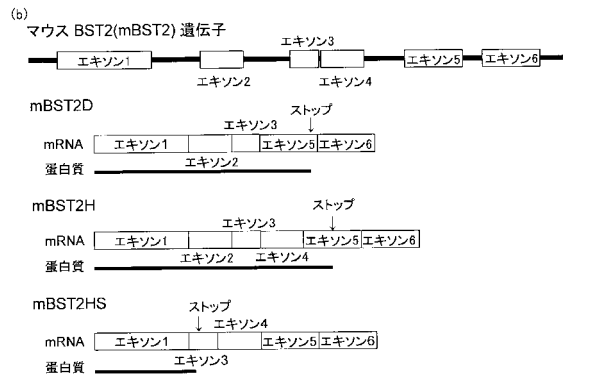 (b)
マウス BST2(mBST2) 遺伝子
エキソン3
エキソン1 エキソン5 エキソン6
エキソン2 エキソン4
mBST2D
ストップ
エキソン3
mRNA エキソン1 エキソン5 エキソン6
エキソン2
蛋白質
mBST2H
ストップ
エキソン3
mRNA エキソン1 エキソン5 エキソン6
エキソン2 エキソン4
蛋白質
mBST2HS
ストップ
エキソン4
mRNA エキソン1 エキソン5 エキソン6
エキソン3
蛋白質